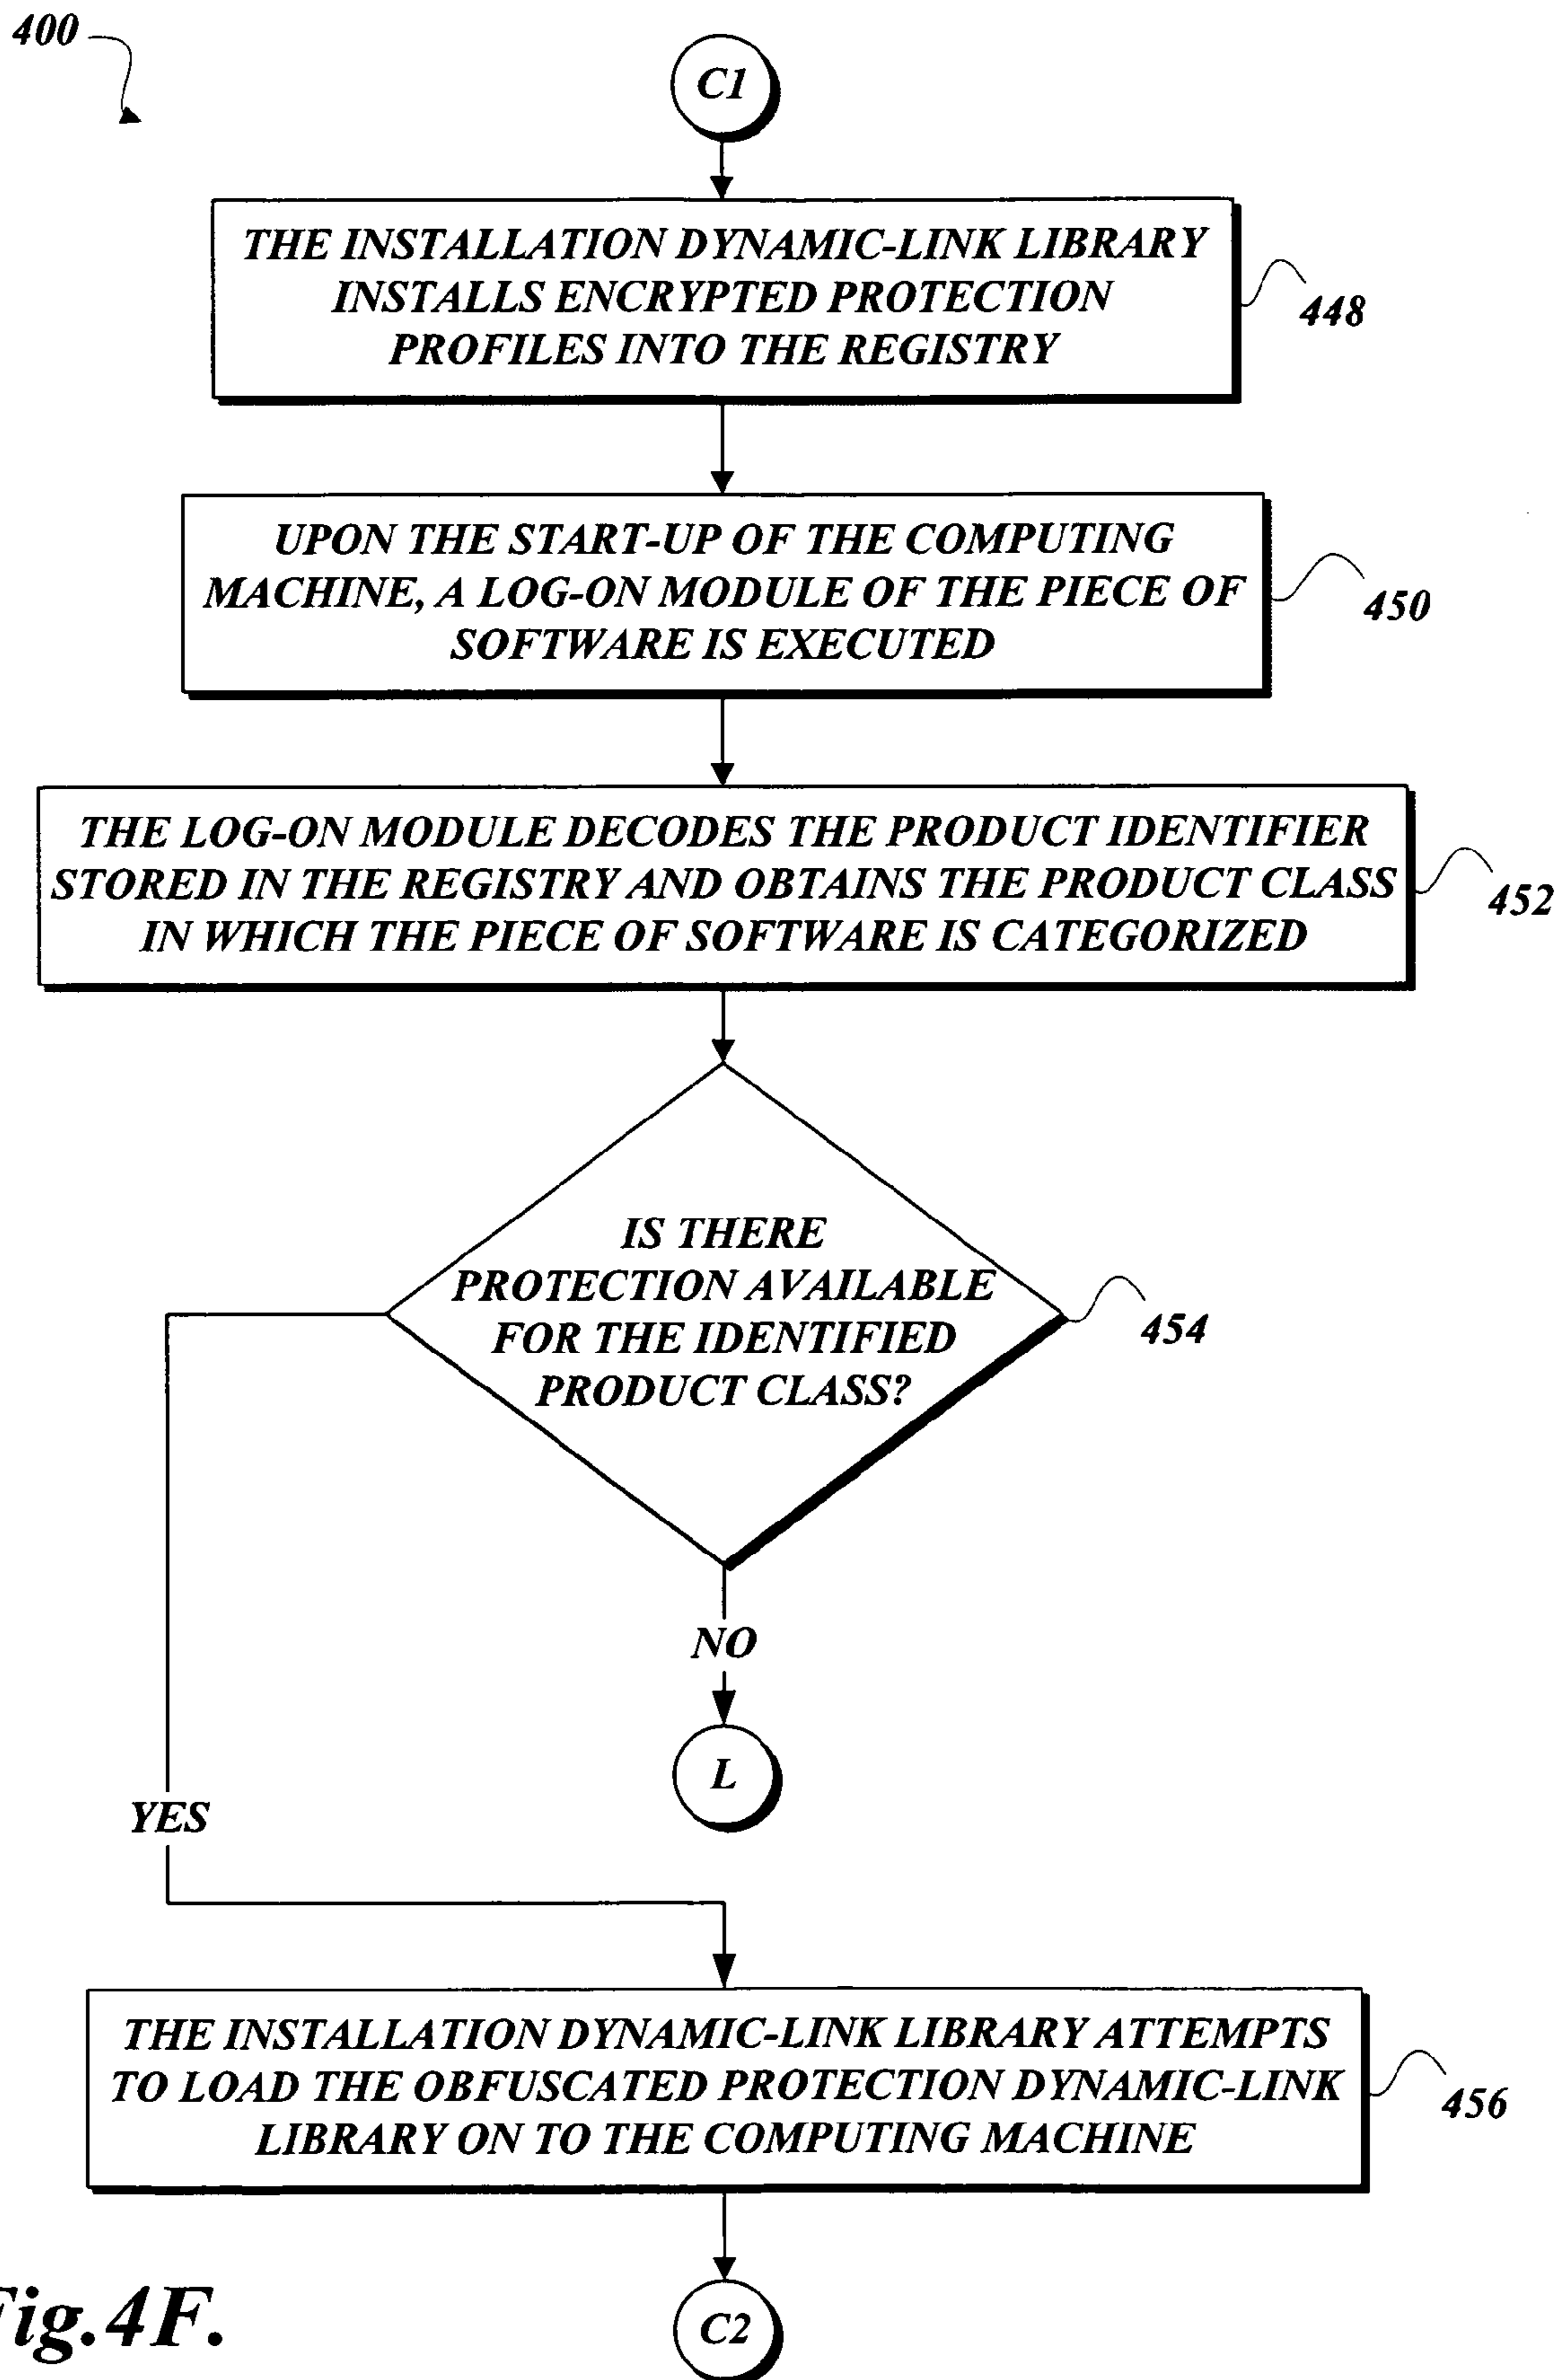 400
C1
THE INSTALLATION DYNAMIC-LINK LIBRARY
INSTALLS ENCRYPTED PROTECTION
PROFILES INTO THE REGISTRY
448
UPON THE START-UP OF THE COMPUTING
MACHINE, A LOG-ON MODULE OF THE PIECE OF
SOFTWARE IS EXECUTED
450
THE LOG-ON MODULE DECODES THE PRODUCT IDENTIFIER
STORED IN THE REGISTRY AND OBTAINS THE PRODUCT CLASS
IN WHICH THE PIECE OF SOFTWARE IS CATEGORIZED
452
IS THERE
PROTECTION AVAILABLE
FOR THE IDENTIFIED
PRODUCT CLASS?
454
NO
L
YES
THE INSTALLATION DYNAMIC-LINK LIBRARY ATTEMPTS
TO LOAD THE OBFUSCATED PROTECTION DYNAMIC-LINK
LIBRARY ON TO THE COMPUTING MACHINE
456
C2
Fig.4F.